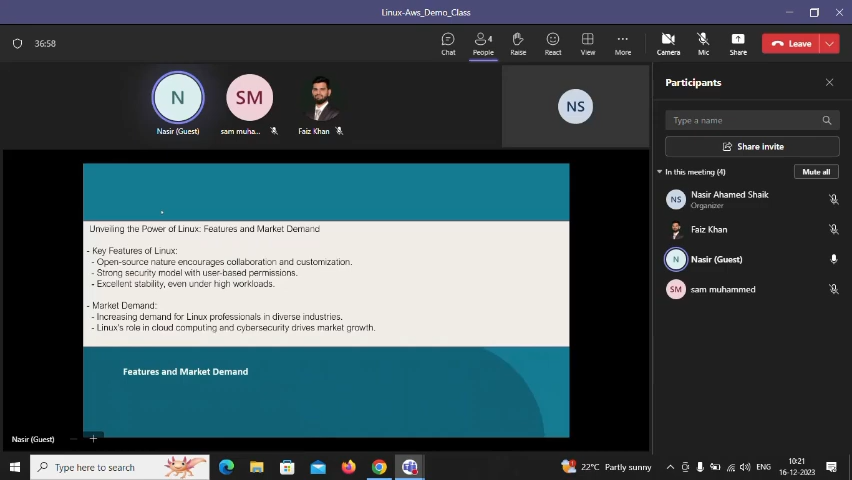 Linux-Aws_Demo_Class
36:58
4
Chat
People
Raise
React
View
More
Camera
Mic
Share
Leave
N
SM
Nasir (Guest)
sam muha...
Faiz Khan
NS
Participants
Type a name
Share invite
In this meeting (4)
Mute all
NS
Nasir Ahamed Shaik
Organizer
Faiz Khan
N
Nasir (Guest)
SM
sam muhammed
Unveiling the Power of Linux: Features and Market Demand
- Key Features of Linux:
- Open-source nature encourages collaboration and customization.
- Strong security model with user-based permissions.
- Excellent stability, even under high workloads.
- Market Demand:
- Increasing demand for Linux professionals in diverse industries.
- Linux's role in cloud computing and cybersecurity drives market growth.
Features and Market Demand
Nasir (Guest)
Type here to search
22°C Partly sunny
ENG
10:21
16-12-2023